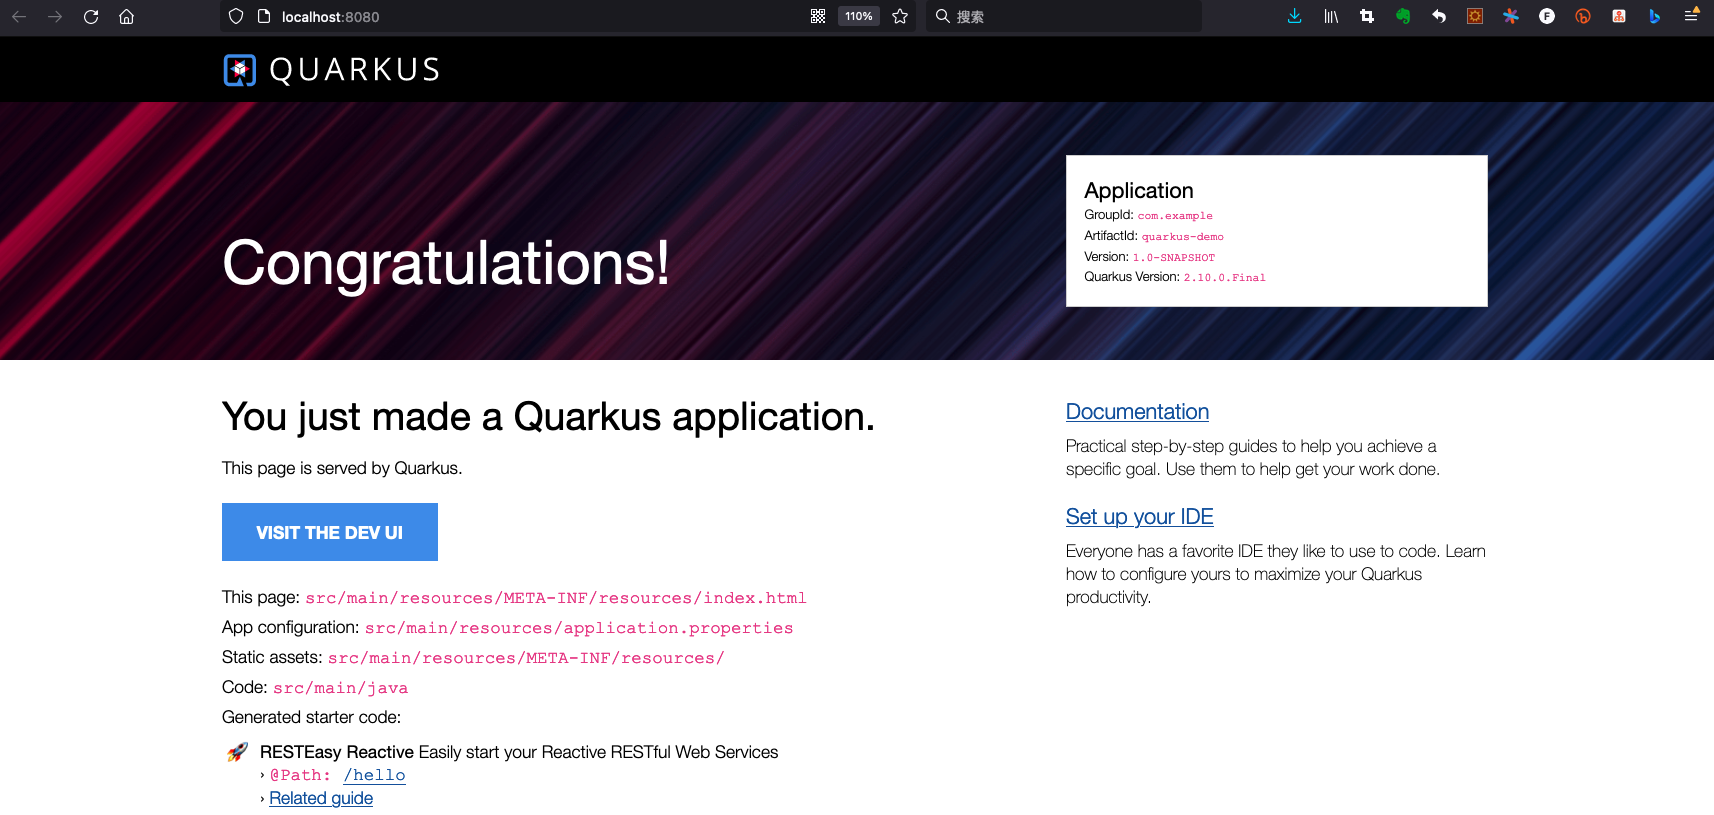 localhost:8080
110%
搜索
QUARKUS
Congratulations!
Application
GroupId: com.example
ArtifactId: quarkus-demo
Version: 1.0-SNAPSHOT
Quarkus Version: 2.10.0.Final
You just made a Quarkus application.
This page is served by Quarkus.
VISIT THE DEV UI
This page: src/main/resources/META-INF/resources/index.html
App configuration: src/main/resources/application.properties
Static assets: src/main/resources/META-INF/resources/
Code: src/main/java
Generated starter code:
RESTEasy Reactive Easily start your Reactive RESTful Web Services
› @Path: /hello
› Related guide
Documentation
Practical step-by-step guides to help you achieve a
specific goal. Use them to help get your work done.
Set up your IDE
Everyone has a favorite IDE they like to use to code. Learn
how to configure yours to maximize your Quarkus
productivity.